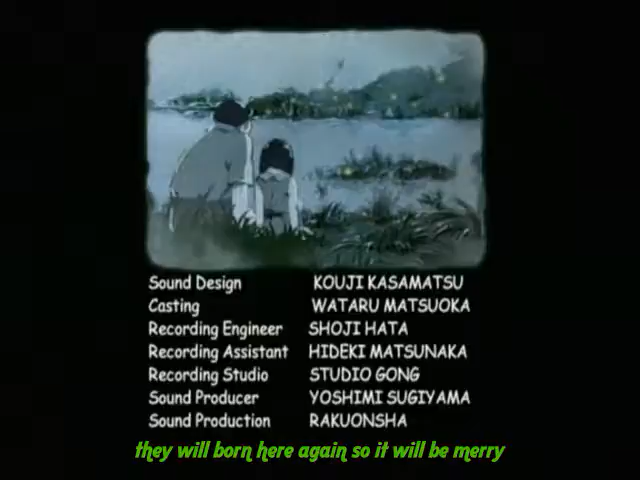 Sound Design KOUJI KASAMATSU
Casting WATARU MATSUOKA
Recording Engineer SHOJI HATA
Recording Assistant HIDEKI MATSUNAKA
Recording Studio STUDIO GONG
Sound Producer YOSHIMI SUGIYAMA
Sound Production RAKUONSHA
they will born here again so it will be merry